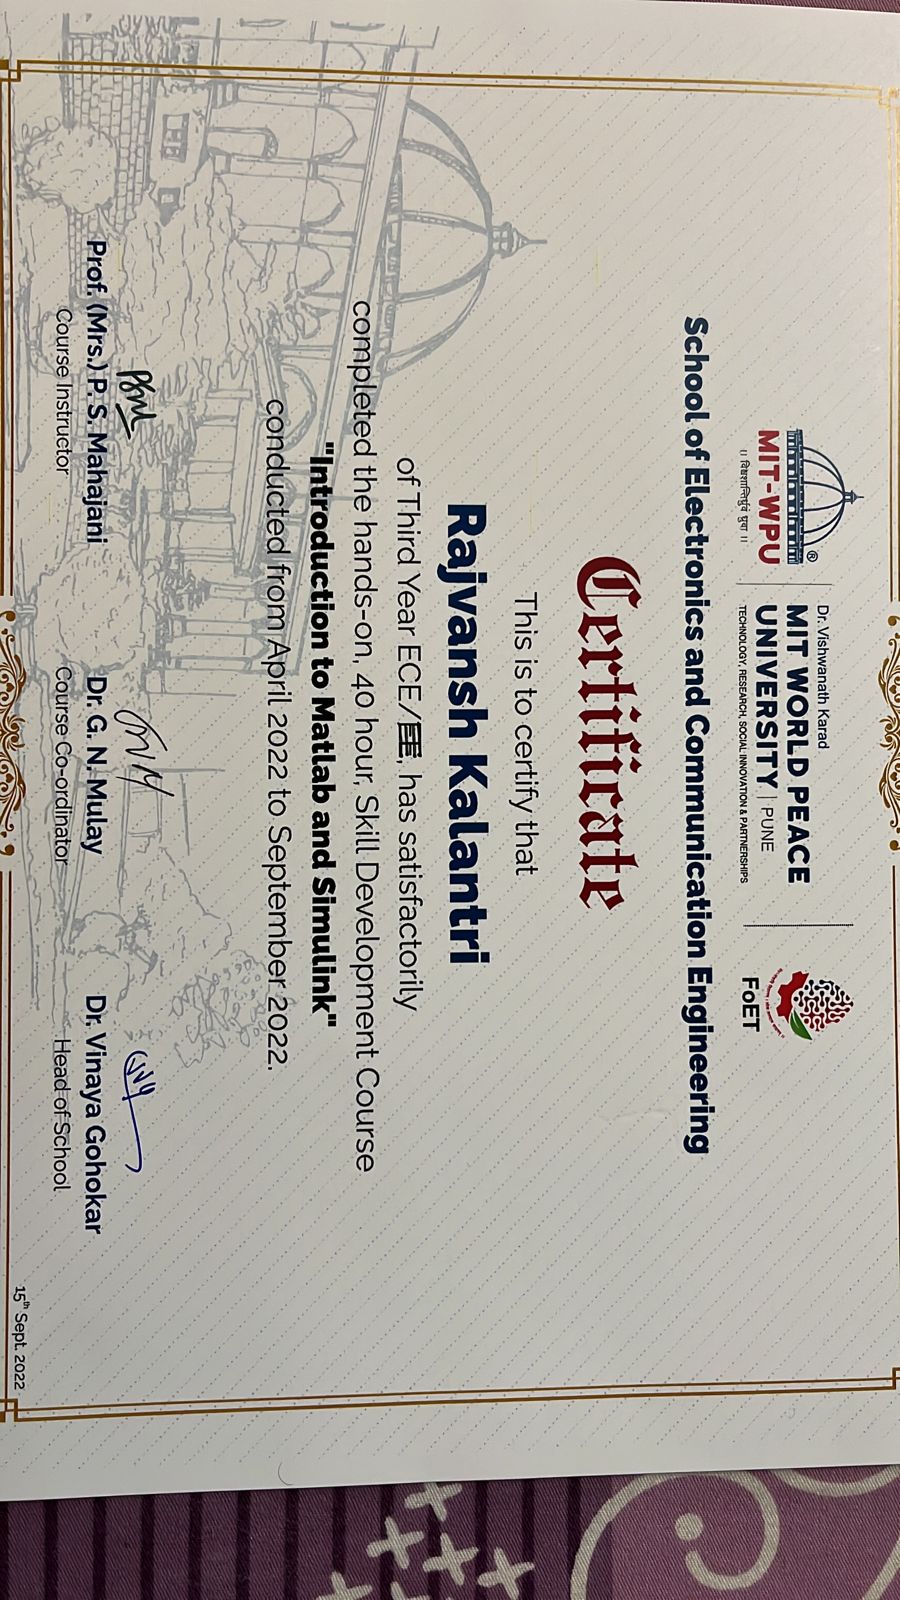 MIT-WPU
।। विश्वशान्तिर्ध्रुवं ध्रुवा ।।
Dr. Vishwanath Karad
MIT WORLD PEACE
UNIVERSITY | PUNE
TECHNOLOGY, RESEARCH, SOCIAL INNOVATION & PARTNERSHIPS
FoET
School of Electronics and Communication Engineering
Certificate
This is to certify that
Rajvansh Kalantri
of Third Year ECE/, has satisfactorily
completed the hands-on, 40 hour, Skill Development Course
"Introduction to Matlab and Simulink"
conducted from April 2022 to September 2022.
Prof. (Mrs.) P. S. Mahajani
Course Instructor
Dr. G. N. Mulay
Course Co-ordinator
Dr. Vinaya Gohokar
Head of School
15th Sept. 2022